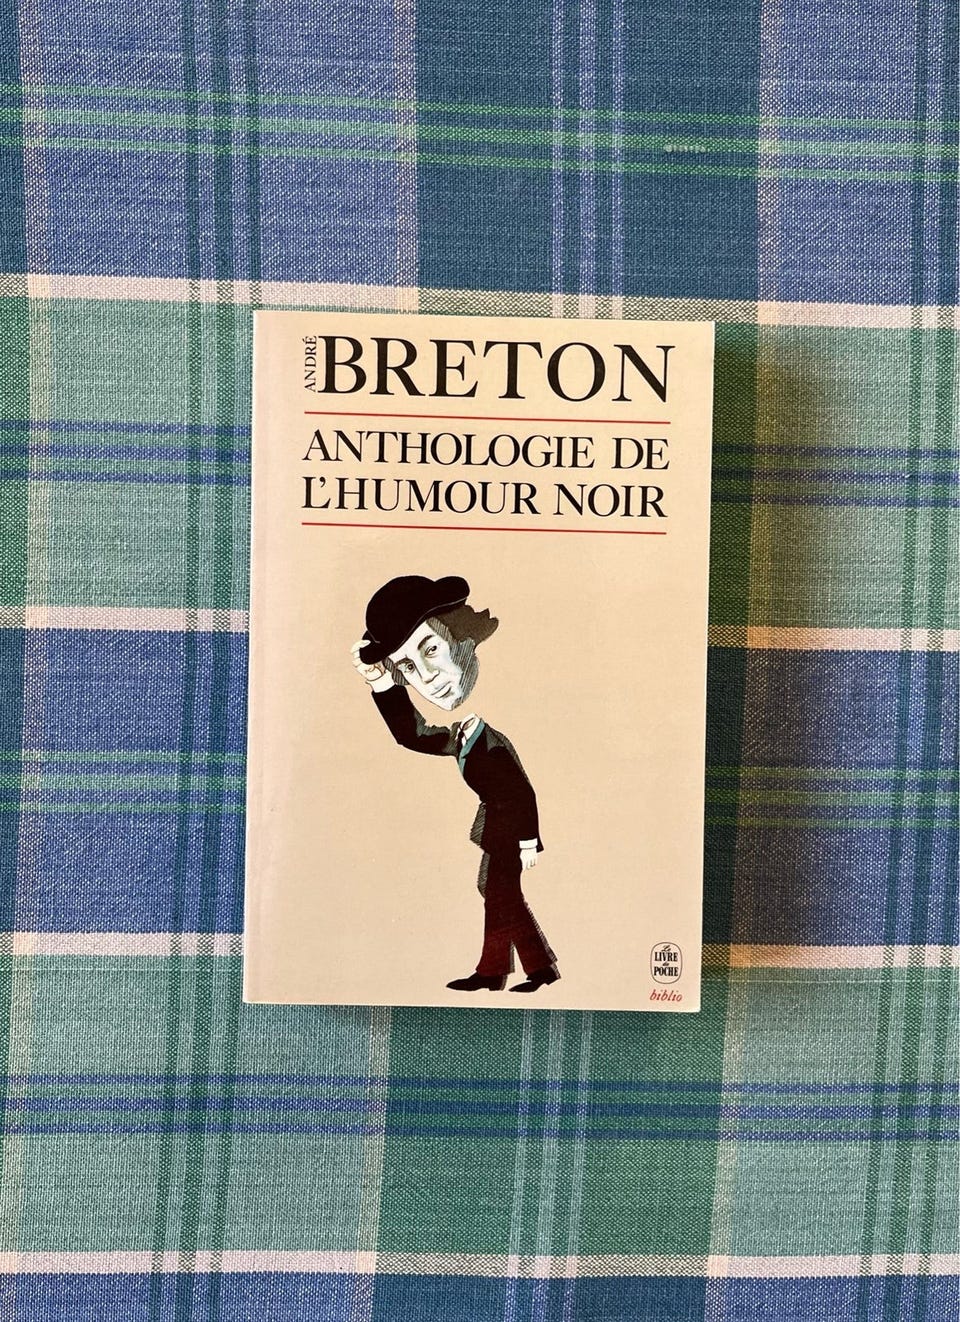 ANDRÉ
BRETON
ANTHOLOGIE DE
L'HUMOUR NOIR
Le
LIVRE
de
POCHE
biblio